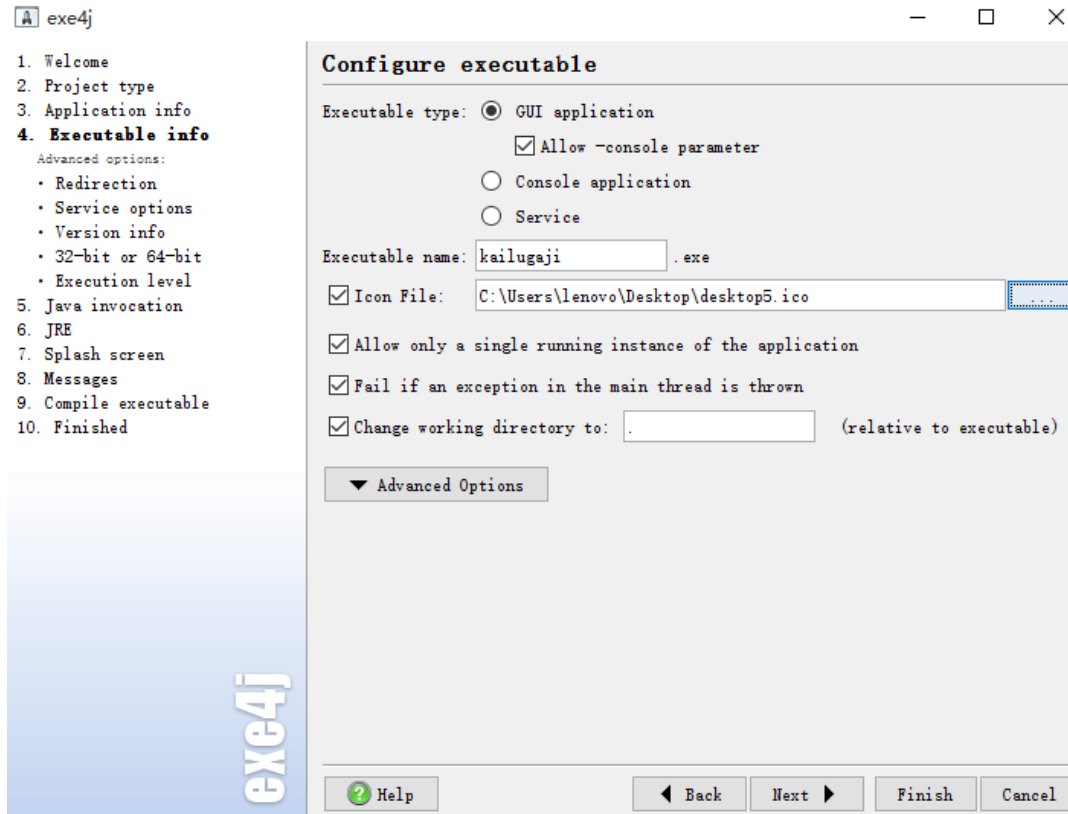 exe4j
1. Welcome
2. Project type
3. Application info
4. Executable info
Advanced options:
· Redirection
· Service options
· Version info
· 32-bit or 64-bit
· Execution level
5. Java invocation
6. JRE
7. Splash screen
8. Messages
9. Compile executable
10. Finished
exe4j
Configure executable
Executable type: GUI application
Allow -console parameter
Console application
Service
Executable name: kailugaji .exe
Icon File: C:\Users\lenovo\Desktop\desktop5.ico ...
Allow only a single running instance of the application
Fail if an exception in the main thread is thrown
Change working directory to: . (relative to executable)
Advanced Options
Help Back Next Finish Cancel